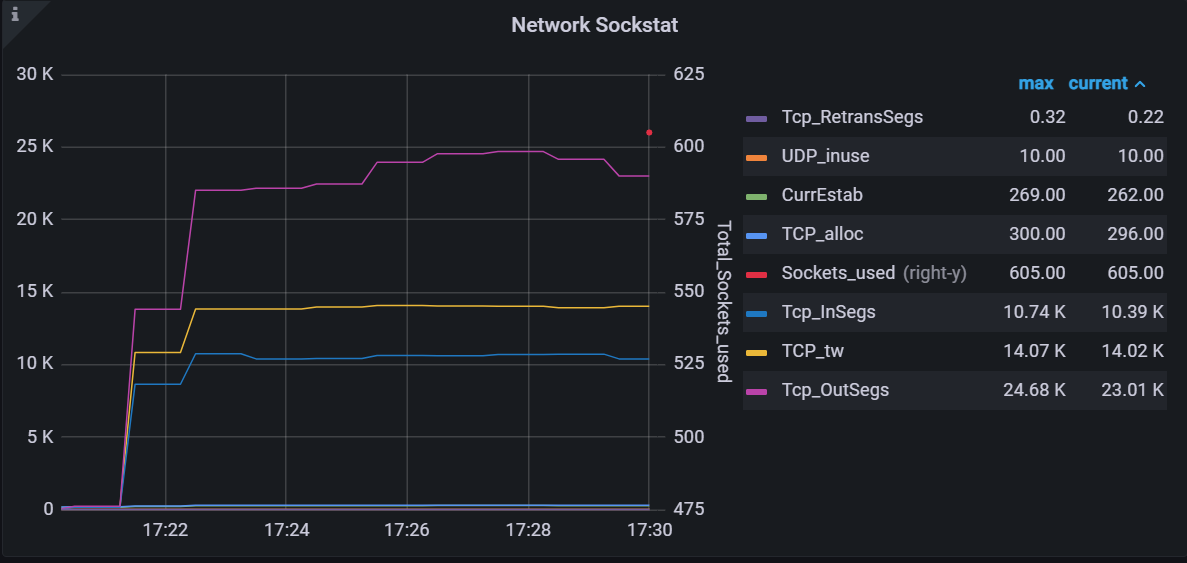 i
Network Sockstat
30 K
25 K
20 K
15 K
10 K
5 K
0
625
600
575
550
525
500
475
Total_Sockets_used
17:22 17:24 17:26 17:28 17:30
max current
Tcp_RetransSegs 0.32 0.22
UDP_inuse 10.00 10.00
CurrEstab 269.00 262.00
TCP_alloc 300.00 296.00
Sockets_used (right-y) 605.00 605.00
Tcp_InSegs 10.74 K 10.39 K
TCP_tw 14.07 K 14.02 K
Tcp_OutSegs 24.68 K 23.01 K